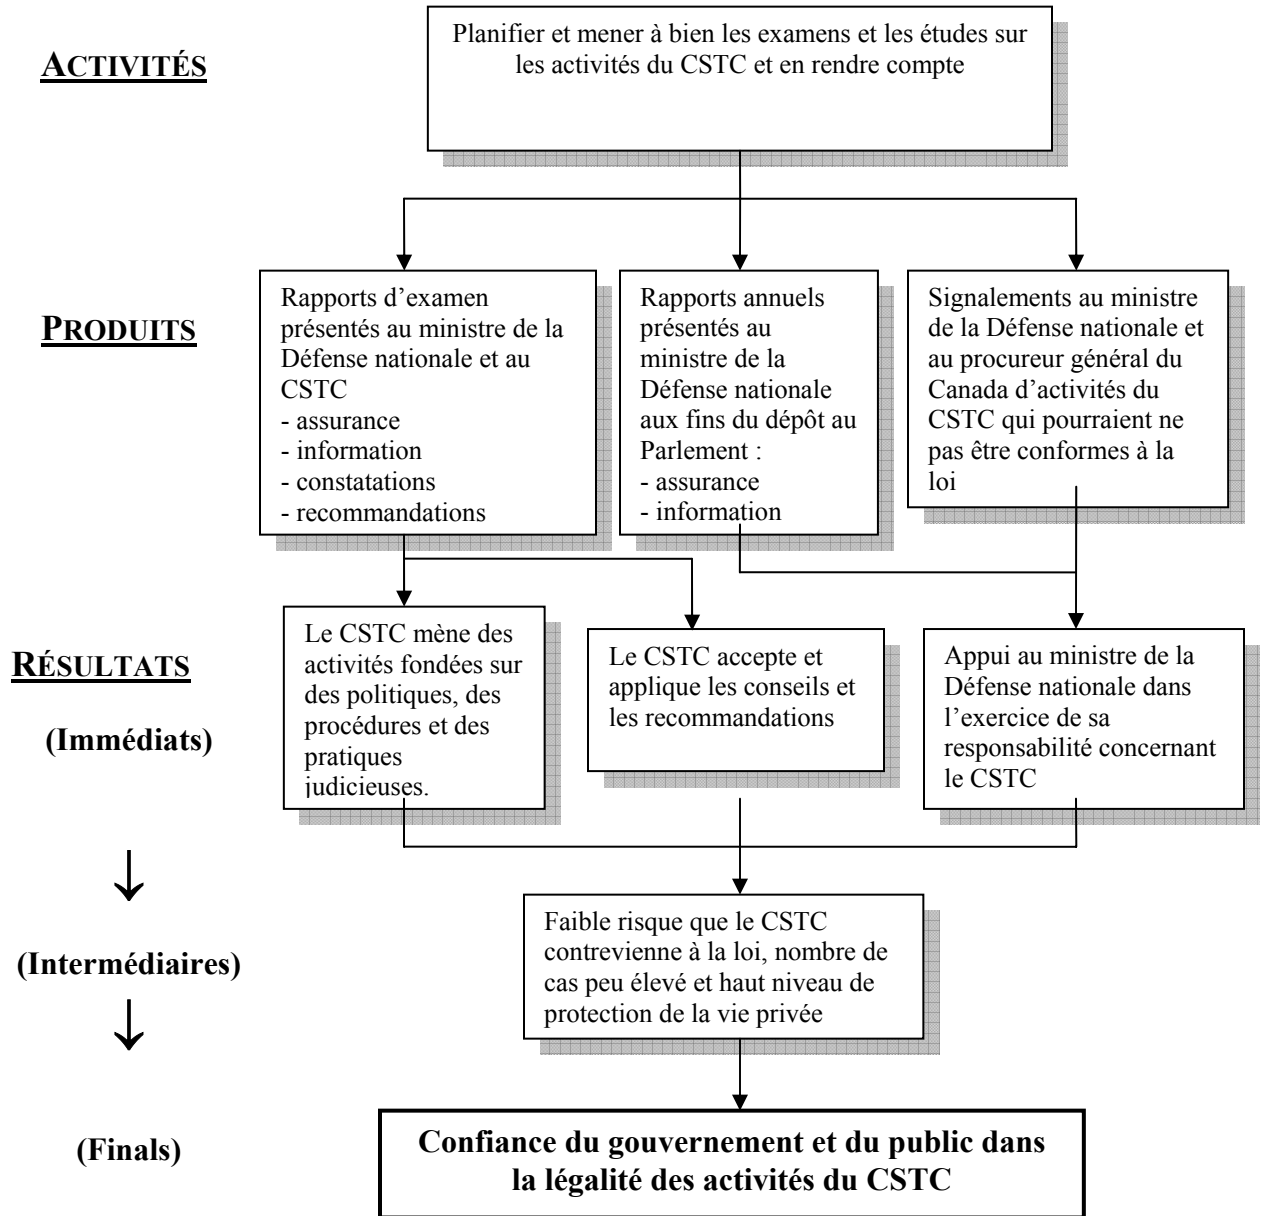 ACTIVITÉS
Planifier et mener à bien les examens et les études sur
les activités du CSTC et en rendre compte
PRODUITS
Rapports d’examen
présentés au ministre de la
Défense nationale et au
CSTC
- assurance
- information
- constatations
- recommandations
Rapports annuels
présentés au
ministre de la
Défense nationale
aux fins du dépôt au
Parlement :
- assurance
- information
Signalements au ministre
de la Défense nationale et
au procureur général du
Canada d’activités du
CSTC qui pourraient ne
pas être conformes à la
loi
RÉSULTATS
(Immédiats)
Le CSTC mène des
activités fondées sur
des politiques, des
procédures et des
pratiques
judicieuses.
Le CSTC accepte et
applique les conseils et
les recommandations
Appui au ministre de la
Défense nationale dans
l’exercice de sa
responsabilité concernant
le CSTC
(Intermédiaires)
Faible risque que le CSTC
contrevienne à la loi, nombre de
cas peu élevé et haut niveau de
protection de la vie privée
(Finals)
Confiance du gouvernement et du public dans
la légalité des activités du CSTC